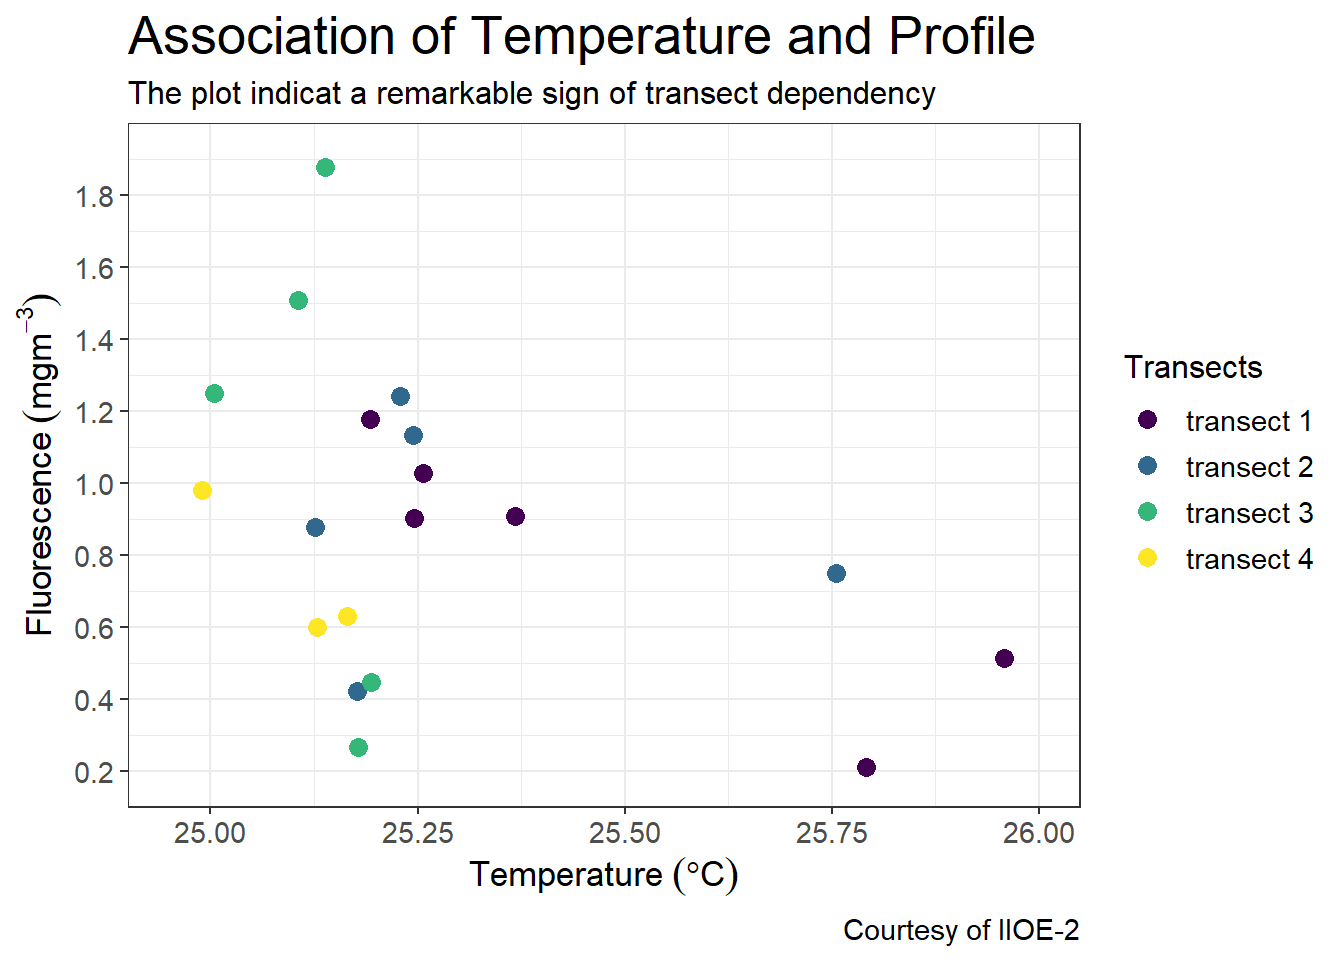 Association of Temperature and Profile
The plot indicat a remarkable sign of transect dependency
Fluorescence (mgm⁻³)
1.8
1.6
1.4
1.2
1.0
0.8
0.6
0.4
0.2
25.00 25.25 25.50 25.75 26.00
Temperature (°C)
Transects
transect 1
transect 2
transect 3
transect 4
Courtesy of IIOE-2